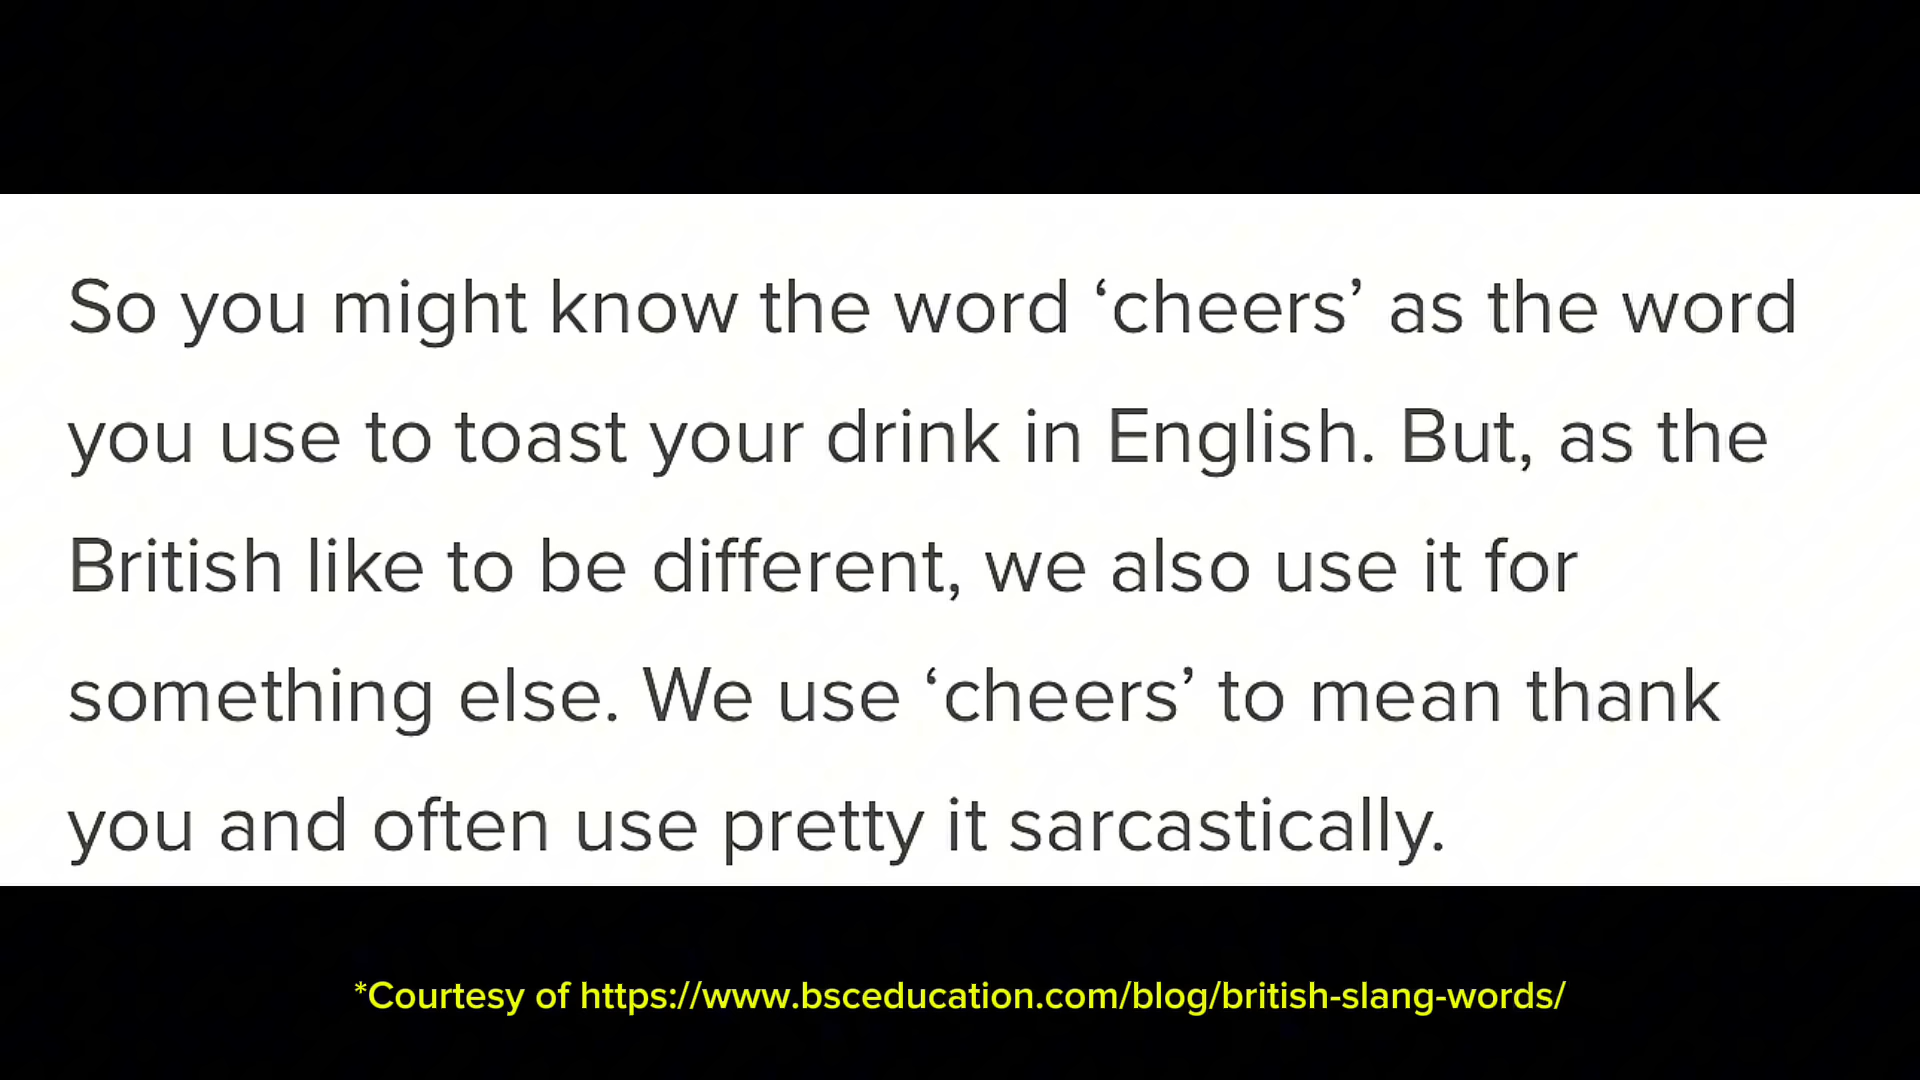 So you might know the word ‘cheers’ as the word
you use to toast your drink in English. But, as the
British like to be different, we also use it for
something else. We use ‘cheers’ to mean thank
you and often use pretty it sarcastically.
*Courtesy of https://www.bsceducation.com/blog/british-slang-words/